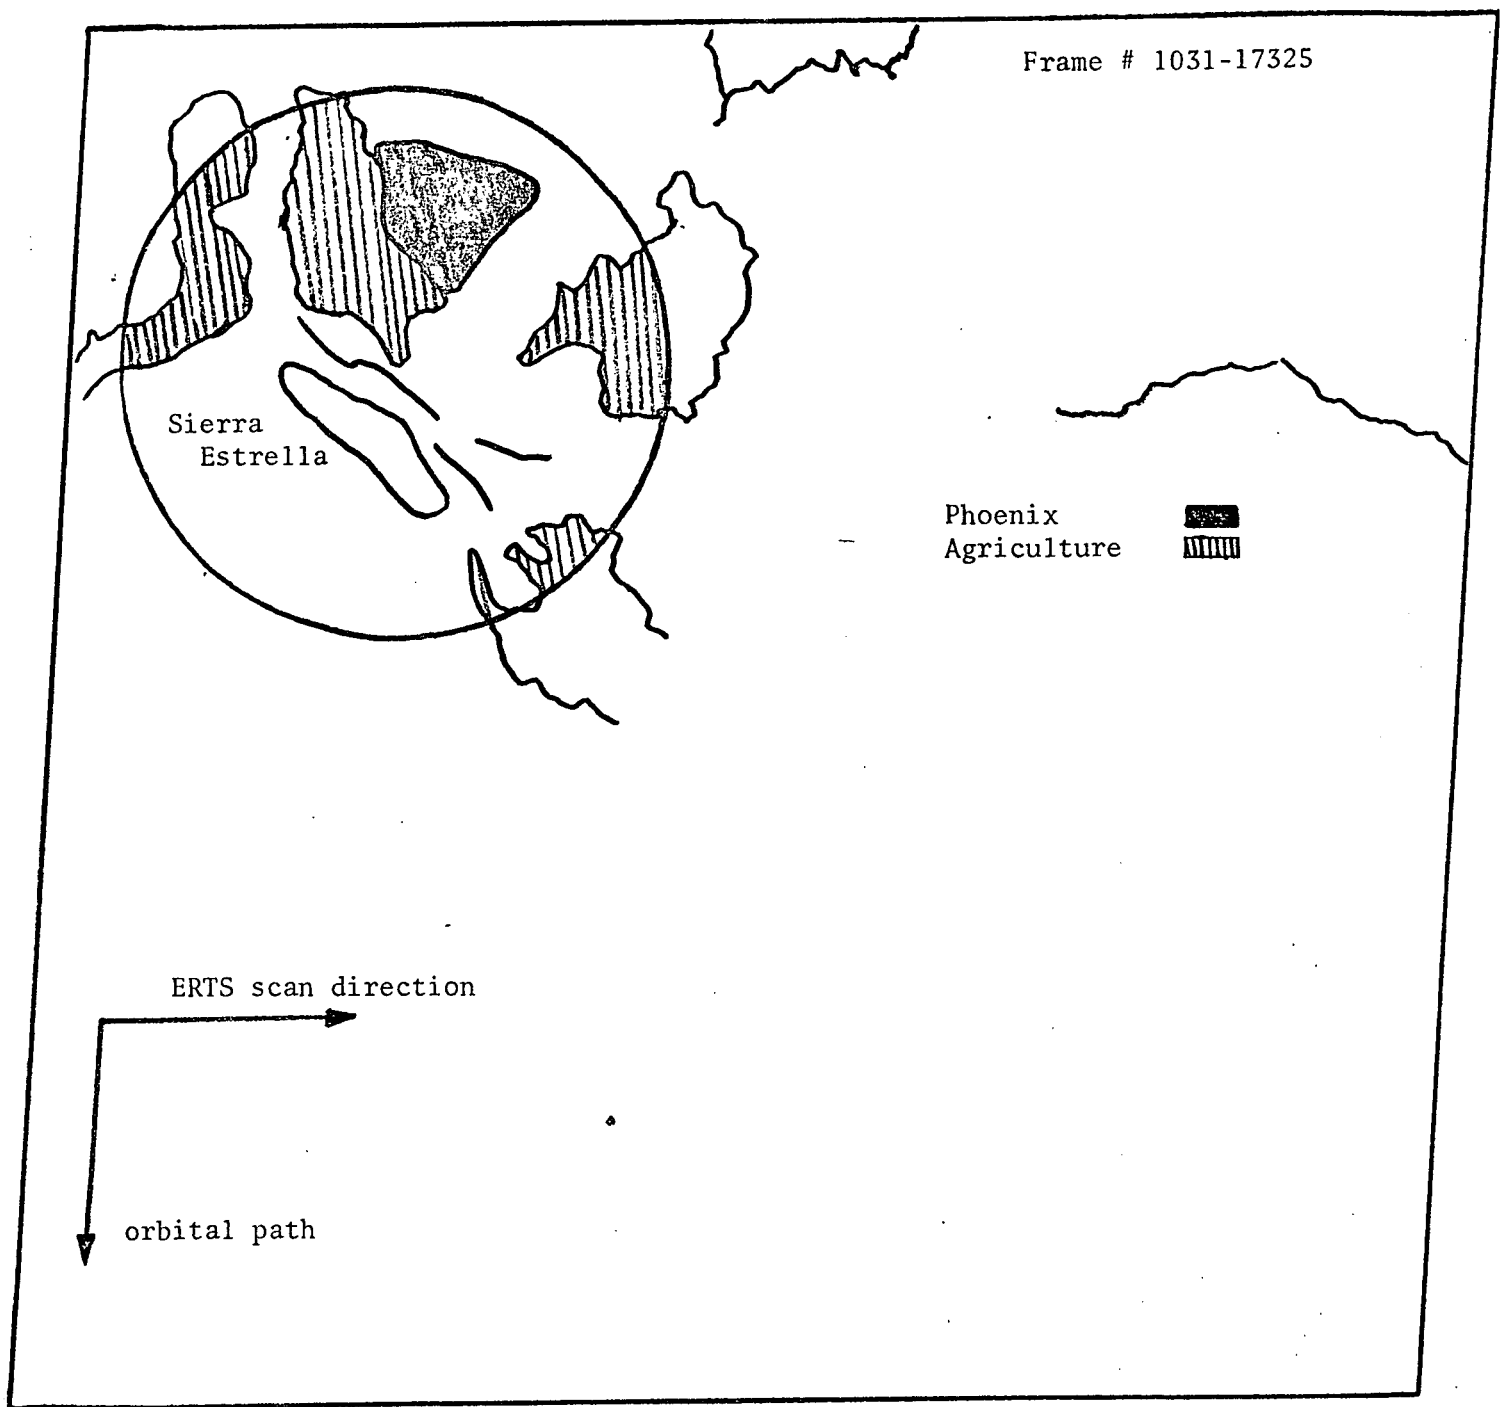 Frame # 1031-17325
Sierra
Estrella
Phoenix
Agriculture
ERTS scan direction
orbital path